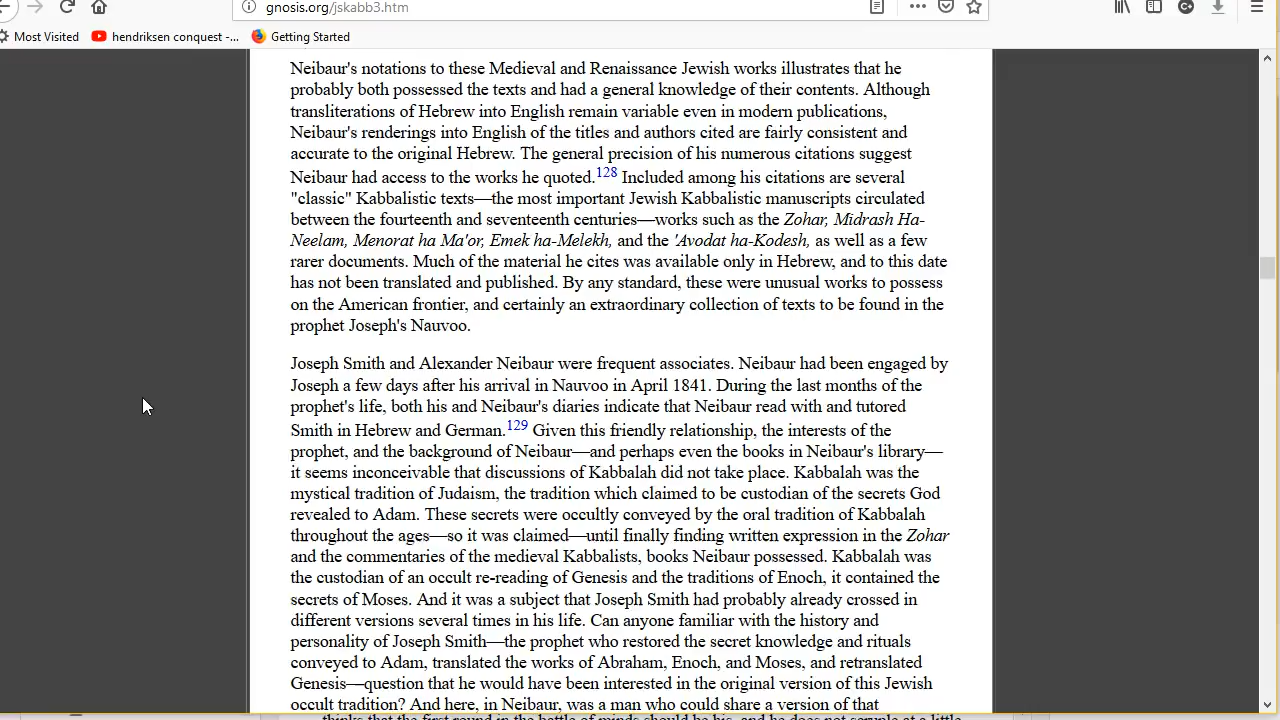 gnosis.org/jskabb3.htm
Most Visited hendriksen conquest -... Getting Started
Neibaur's notations to these Medieval and Renaissance Jewish works illustrates that he
probably both possessed the texts and had a general knowledge of their contents. Although
transliterations of Hebrew into English remain variable even in modern publications,
Neibaur's renderings into English of the titles and authors cited are fairly consistent and
accurate to the original Hebrew. The general precision of his numerous citations suggest
Neibaur had access to the works he quoted.128 Included among his citations are several
"classic" Kabbalistic texts—the most important Jewish Kabbalistic manuscripts circulated
between the fourteenth and seventeenth centuries—works such as the Zohar, Midrash Ha-
Neelam, Menorat ha Ma'or, Emek ha-Melekh, and the 'Avodat ha-Kodesh, as well as a few
rarer documents. Much of the material he cites was available only in Hebrew, and to this date
has not been translated and published. By any standard, these were unusual works to possess
on the American frontier, and certainly an extraordinary collection of texts to be found in the
prophet Joseph's Nauvoo.
Joseph Smith and Alexander Neibaur were frequent associates. Neibaur had been engaged by
Joseph a few days after his arrival in Nauvoo in April 1841. During the last months of the
prophet's life, both his and Neibaur's diaries indicate that Neibaur read with and tutored
Smith in Hebrew and German.129 Given this friendly relationship, the interests of the
prophet, and the background of Neibaur—and perhaps even the books in Neibaur's library—
it seems inconceivable that discussions of Kabbalah did not take place. Kabbalah was the
mystical tradition of Judaism, the tradition which claimed to be custodian of the secrets God
revealed to Adam. These secrets were occultly conveyed by the oral tradition of Kabbalah
throughout the ages—so it was claimed—until finally finding written expression in the Zohar
and the commentaries of the medieval Kabbalists, books Neibaur possessed. Kabbalah was
the custodian of an occult re-reading of Genesis and the traditions of Enoch, it contained the
secrets of Moses. And it was a subject that Joseph Smith had probably already crossed in
different versions several times in his life. Can anyone familiar with the history and
personality of Joseph Smith—the prophet who restored the secret knowledge and rituals
conveyed to Adam, translated the works of Abraham, Enoch, and Moses, and retranslated
Genesis—question that he would have been interested in the original version of this Jewish
occult tradition? And here, in Neibaur, was a man who could share a version of that
thinks that the first round in the battle of minds should be his, and he does not scruple at a little